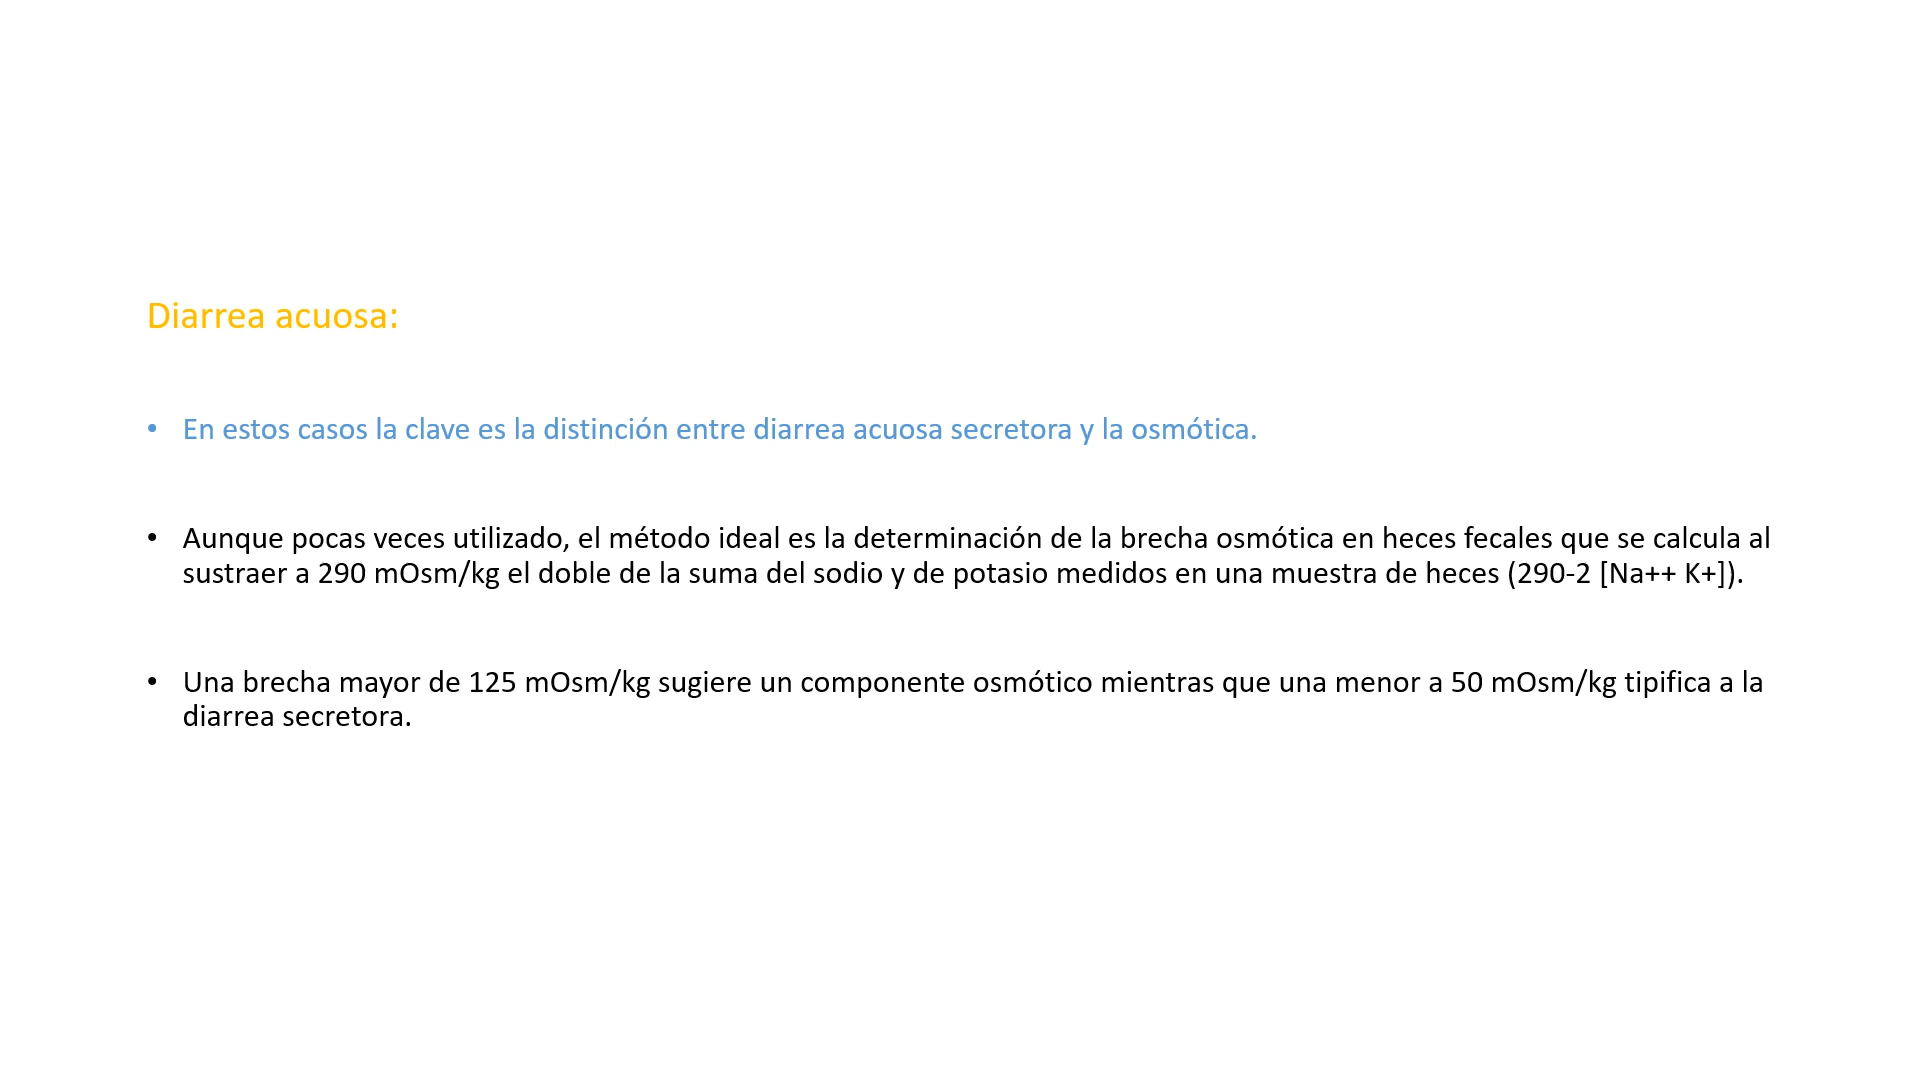 Diarrea acuosa:
• En estos casos la clave es la distinción entre diarrea acuosa secretora y la osmótica.
• Aunque pocas veces utilizado, el método ideal es la determinación de la brecha osmótica en heces fecales que se calcula al
sustraer a 290 mOsm/kg el doble de la suma del sodio y de potasio medidos en una muestra de heces (290-2 [Na++ K+]).
• Una brecha mayor de 125 mOsm/kg sugiere un componente osmótico mientras que una menor a 50 mOsm/kg tipifica a la
diarrea secretora.